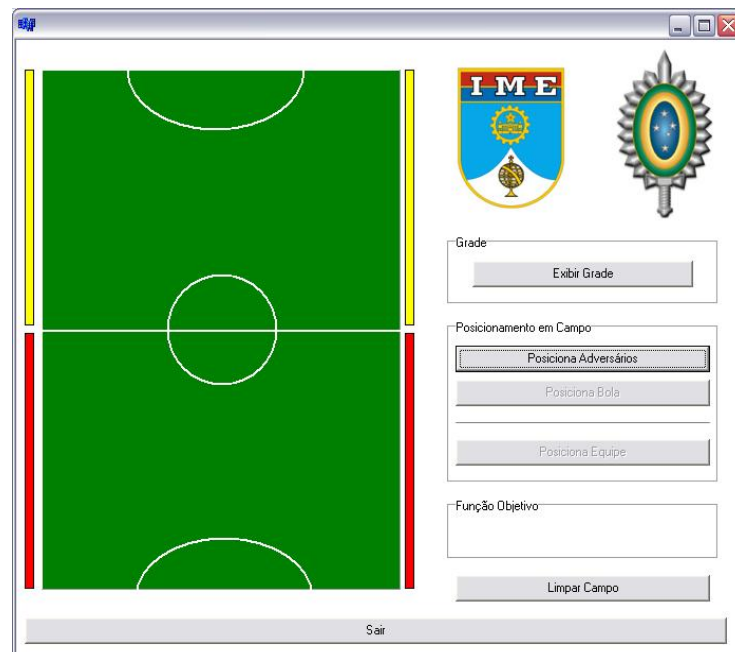 I M E
Grade
Exibir Grade
Posicionamento em Campo
Posiciona Adversários
Posiciona Bola
Posiciona Equipe
Função Objetivo
Limpar Campo
Sair